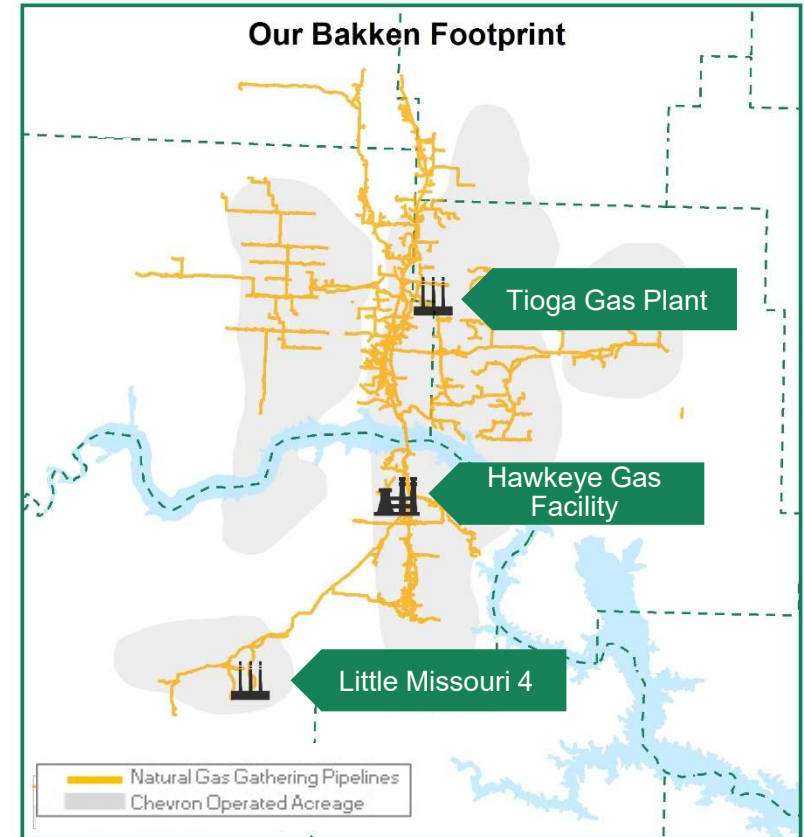 Our Bakken Footprint
Tioga Gas Plant
Hawkeye Gas
Facility
Little Missouri 4
Natural Gas Gathering Pipelines
Chevron Operated Acreage